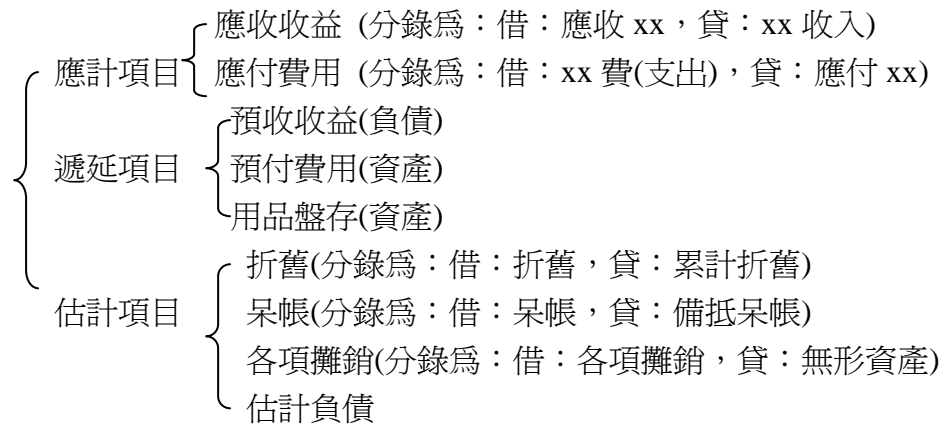 應收收益 (分錄為：借：應收 xx，貸：xx 收入)
應計項目 應付費用 (分錄為：借：xx 費(支出)，貸：應付 xx)
預收收益(負債)
遞延項目 預付費用(資產)
用品盤存(資產)
折舊(分錄為：借：折舊，貸：累計折舊)
估計項目 呆帳(分錄為：借：呆帳，貸：備抵呆帳)
各項攤銷(分錄為：借：各項攤銷，貸：無形資產)
估計負債